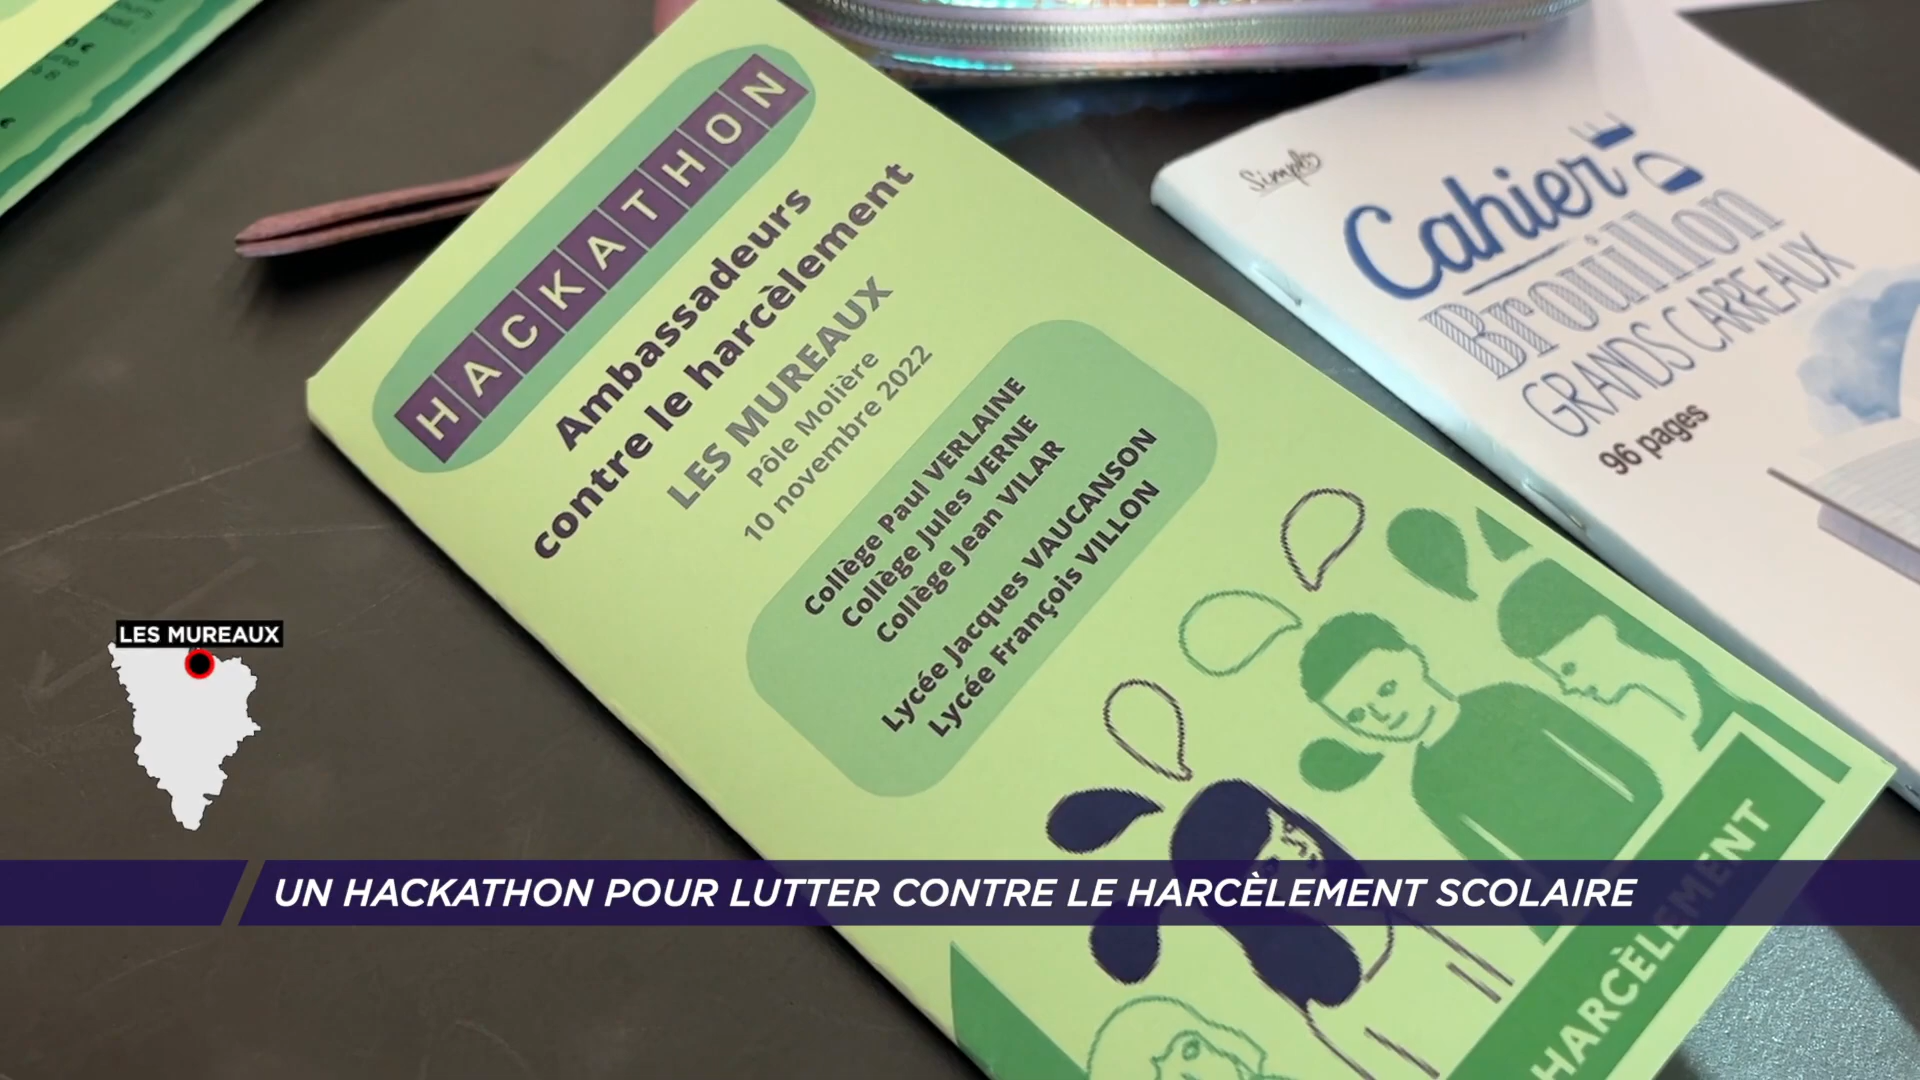 HACKATHON
Ambassadeurs
contre le harcèlement
LES MUREAUX
Pôle Molière
10 novembre 2022
Collège Paul VERLAINE
Collège Jules VERNE
Collège Jean VILAR
Lycée Jacques VAUCANSON
Lycée François VILLON
HARCÈLEMENT
Simpl
Cahier
Brouillon
GRANDS CARREAUX
96 pages
LES MUREAUX
UN HACKATHON POUR LUTTER CONTRE LE HARCÈLEMENT SCOLAIRE